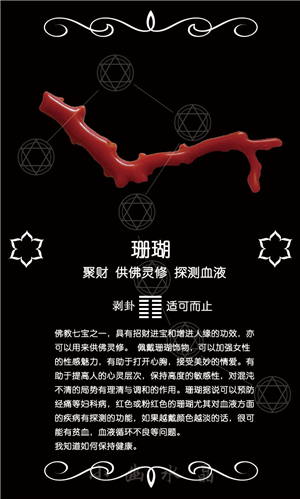 珊瑚
聚财 供佛灵修 探测血液
剥卦 适可而止
佛教七宝之一，具有招财进宝和增进人缘的功效，亦
可以用来供佛灵修。 佩戴珊瑚饰物，可以加强女性
的性感魅力，有助于打开心胸，接受美妙的情爱。有
助于提高人的心灵层次，保持高度的敏感性，对混沌
不清的局势有理清与调和的作用。珊瑚据说可以预防
经痛等妇科病，红色或粉红色的珊瑚尤其对血液方面
的疾病有探测的功能，如果越戴颜色越淡的话，很可
能有贫血，血液循环不良等问题。
我知道如何保持健康。